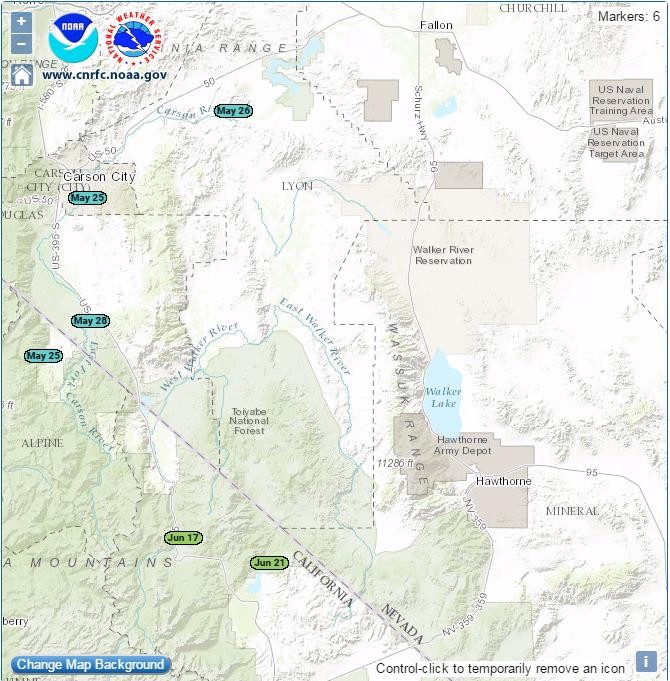 CHURCHILL
Markers: 6
+
−
NOAA
NATIONAL WEATHER SERVICE
www.cnrfc.noaa.gov
NIA RANGE
Fallon
I-580 S
50
Carson
May 26
Schurz Hwy
US Naval
Reservation
Training Area
US Naval
Reservation
Target Area
US-50
Carson City
CITY (CITY)
May 25
LYON
95
OUGLAS
US-50
US-395 S
Walker River
Reservation
May 28
May 25
East Fork
Carson River
West Walker River
East Walker River
WASSUK RANGE
Walker
Lake
Toiyabe
National
Forest
ALPINE
Hawthorne
Army Depot
11286 ft
Hawthorne
95
NV-359
MINERAL
Jun 17
Jun 21
A MOUNTAINS
CALIFORNIA
NEVADA
NV-359
359
berry
Change Map Background
Control-click to temporarily remove an icon
i